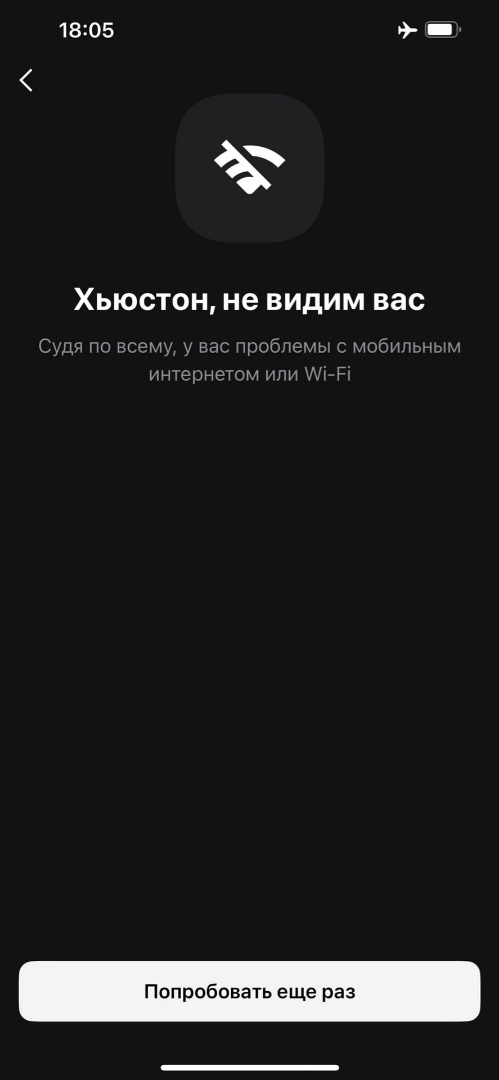 18:05
Хьюстон, не видим вас
Судя по всему, у вас проблемы с мобильным
интернетом или Wi-Fi
Попробовать еще раз